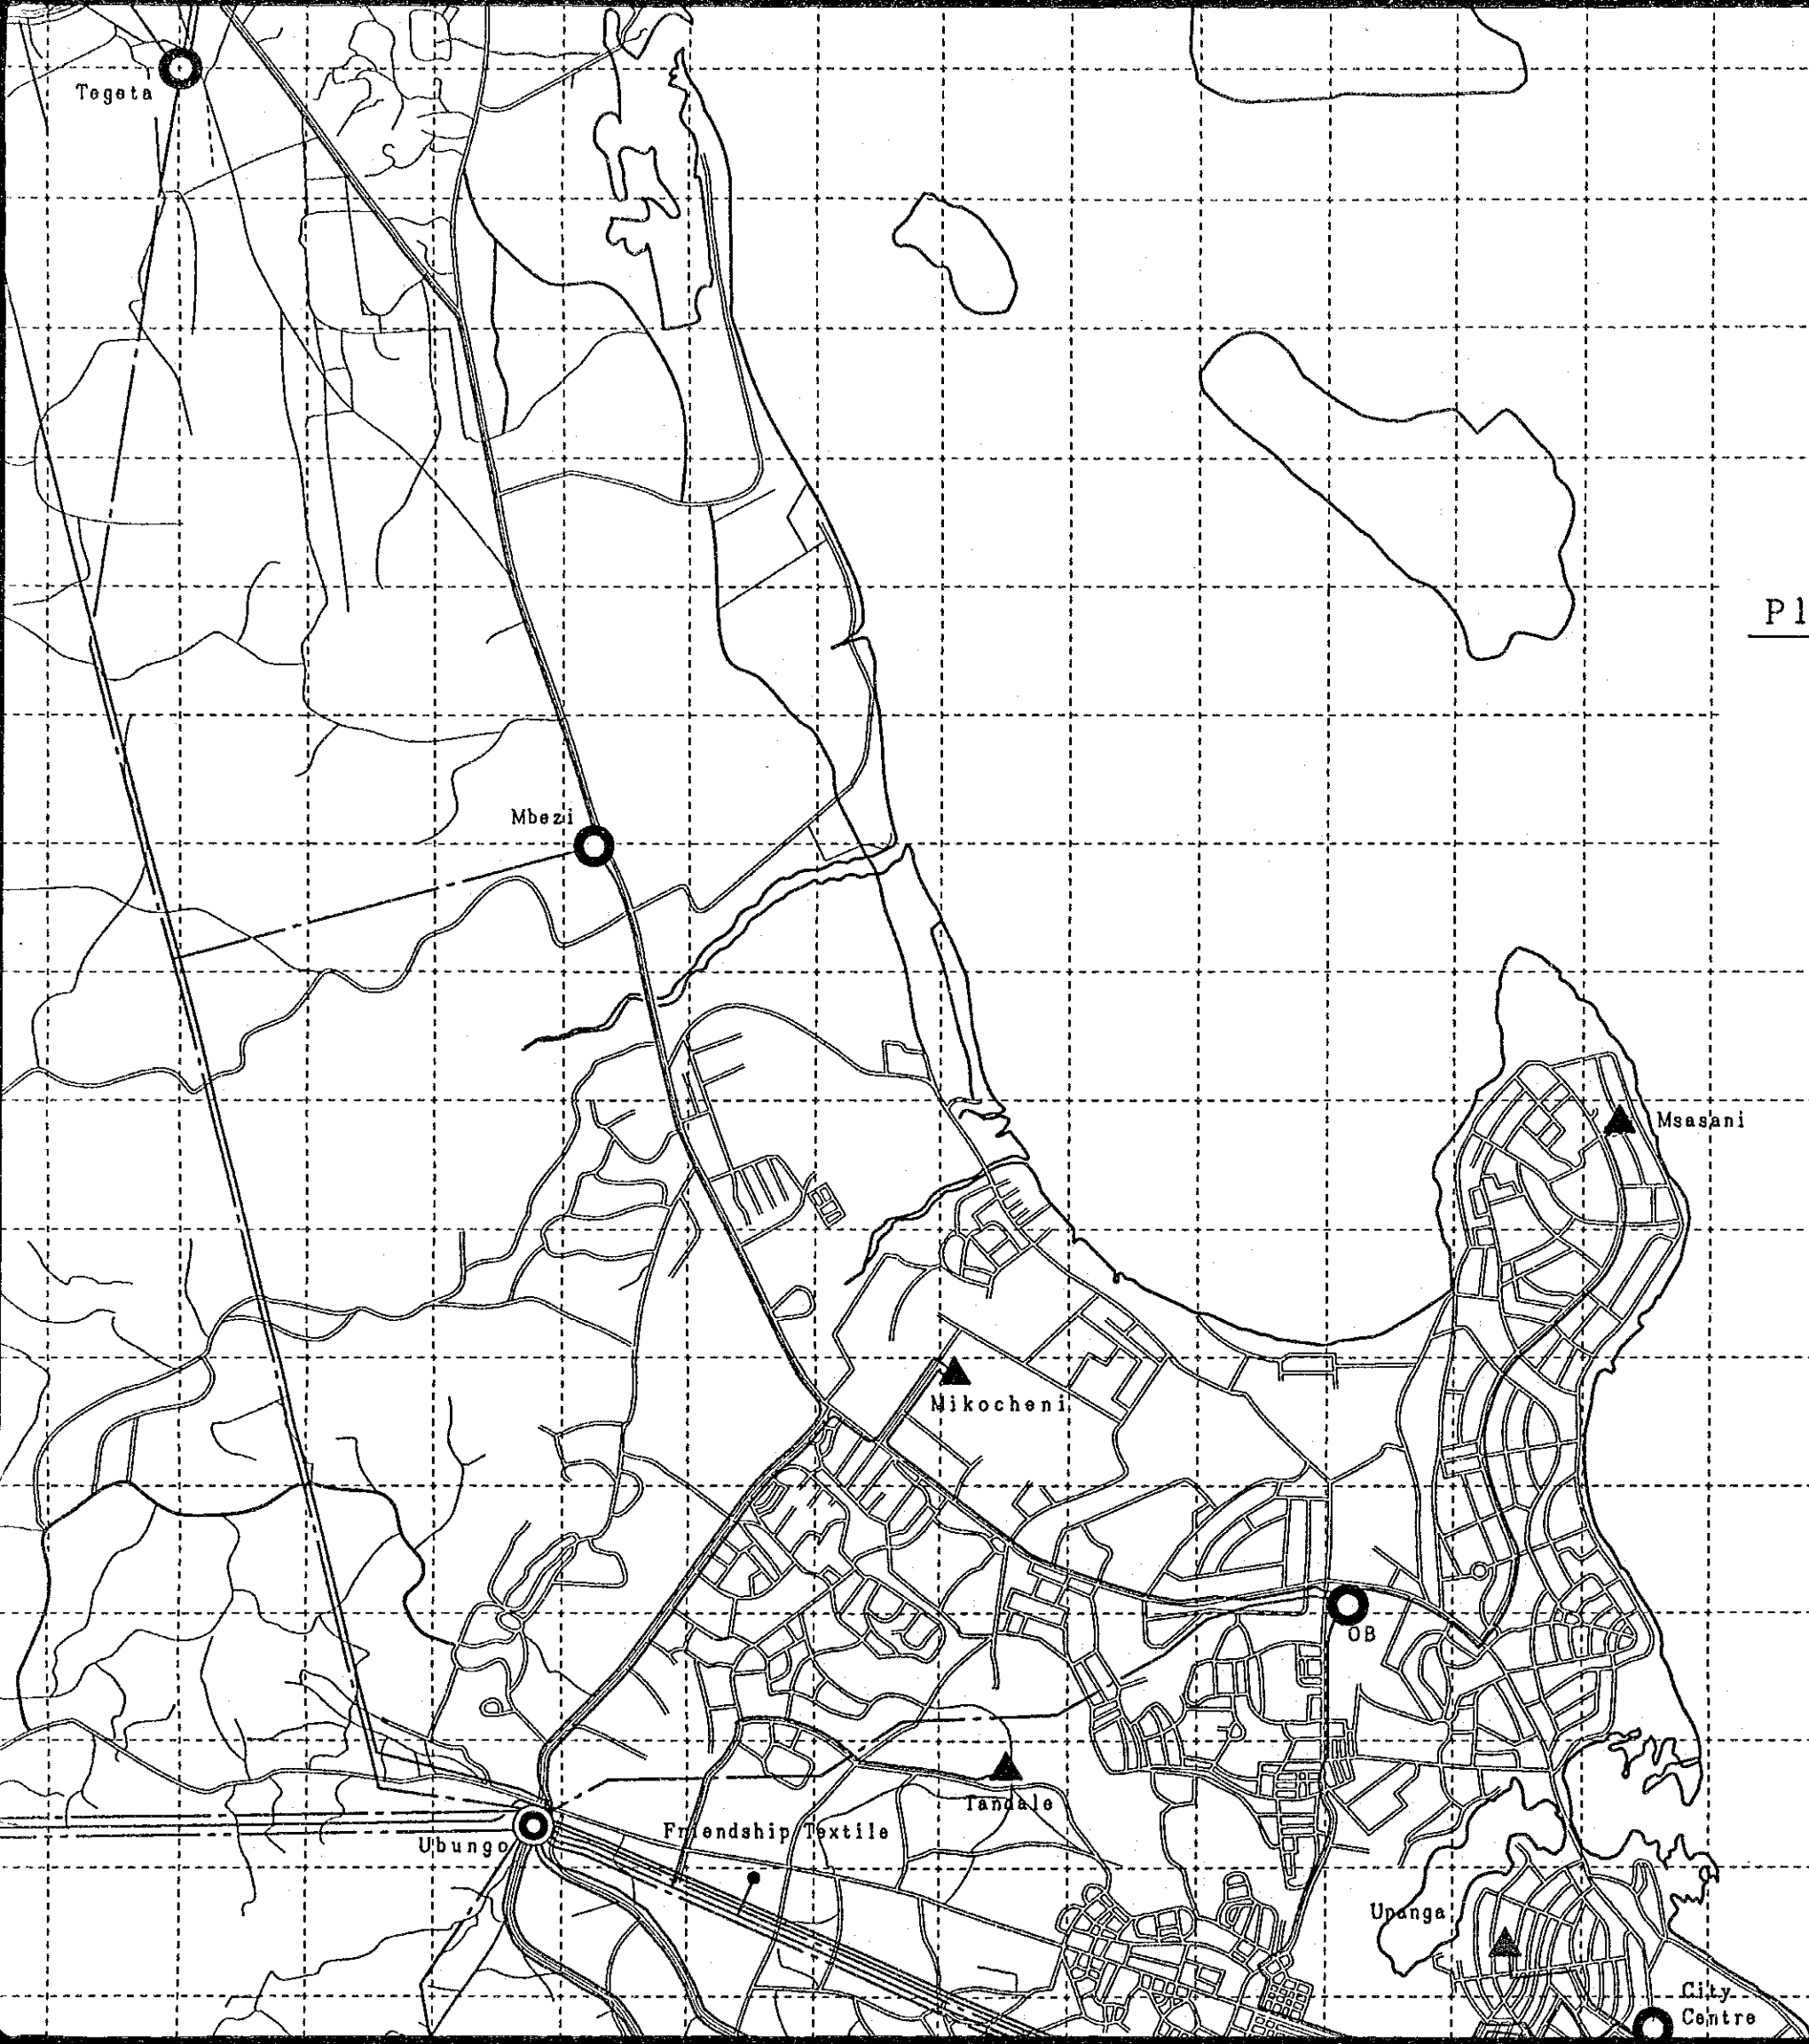 Tegeta
Pl
Mbezi
Msasani
Mikocheni
OB
Tandale
Friendship Textile
Ubungo
Upanga
City
Centre